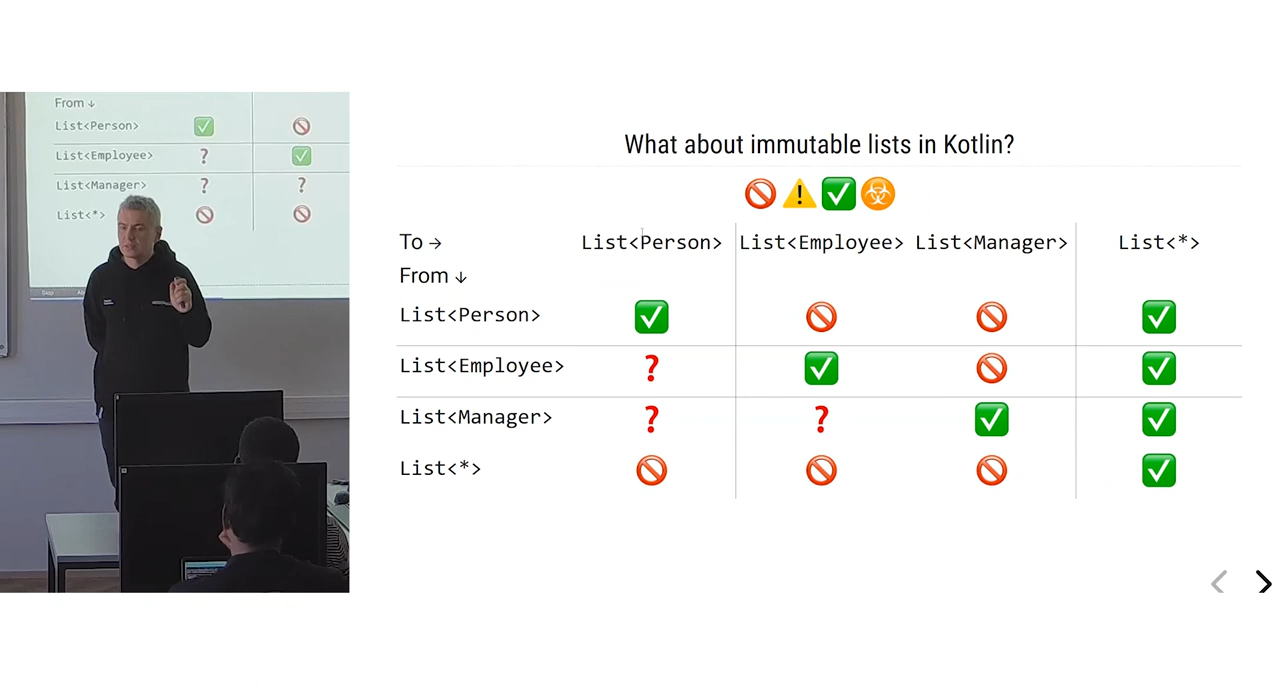 From ↓
List<Person>
List<Employee>
List<Manager>
List<*>
What about immutable lists in Kotlin?
To → List<Person> List<Employee> List<Manager> List<*>
From ↓
List<Person>
List<Employee> ?
List<Manager> ? ?
List<*>